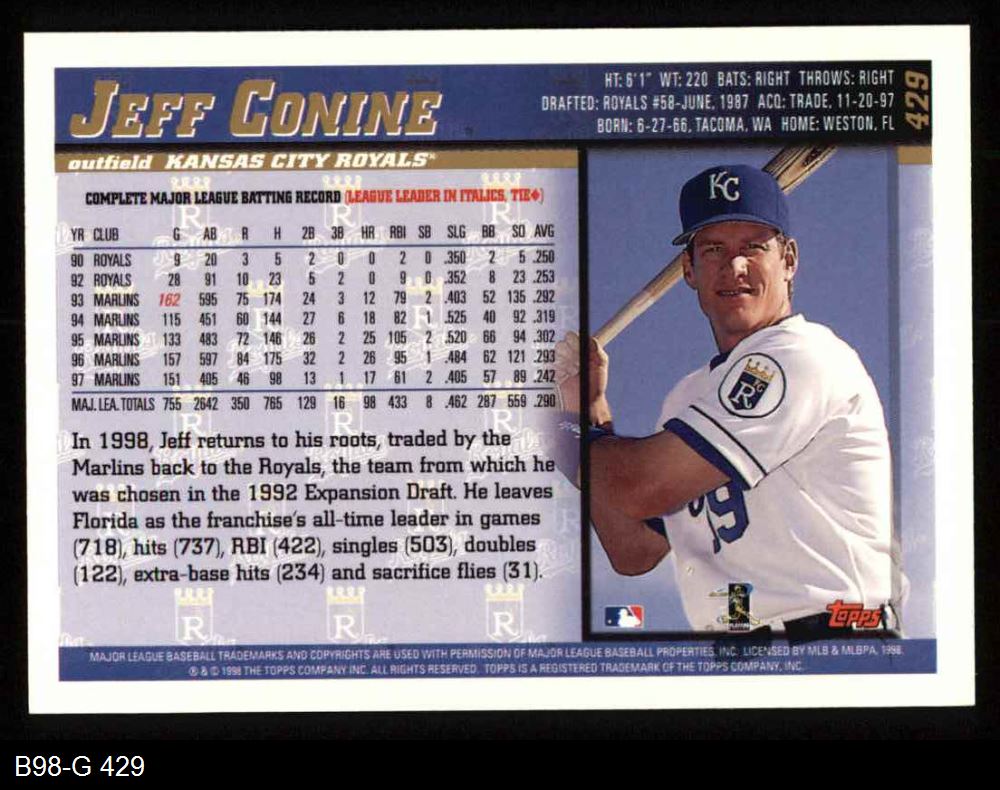 JEFF CONINE
HT: 6'1" WT: 220 BATS: RIGHT THROWS: RIGHT
DRAFTED: ROYALS #58-JUNE, 1987 ACQ: TRADE, 11-20-97
BORN: 6-27-66, TACOMA, WA HOME: WESTON, FL
429
outfield KANSAS CITY ROYALS™
COMPLETE MAJOR LEAGUE BATTING RECORD (LEAGUE LEADER IN ITALICS, TIE♦)
YR CLUB G AB R H 2B 3B HR RBI SB SLG BB SO AVG
90 ROYALS 9 20 3 5 2 0 0 2 0 .350 2 5 .250
92 ROYALS 28 91 10 23 5 2 0 9 0 .352 8 23 .253
93 MARLINS 162 595 75 174 24 3 12 79 2 .403 52 135 .292
94 MARLINS 115 451 60 144 27 6 18 82 1 .525 40 92 .319
95 MARLINS 133 483 72 146 26 2 25 105 2 .520 66 94 .302
96 MARLINS 157 597 84 175 32 2 26 95 1 .484 62 121 .293
97 MARLINS 151 405 46 98 13 1 17 61 2 .405 57 89 .242
MAJ. LEA. TOTALS 755 2642 350 765 129 16 98 433 8 .462 287 559 .290
In 1998, Jeff returns to his roots, traded by the
Marlins back to the Royals, the team from which he
was chosen in the 1992 Expansion Draft. He leaves
Florida as the franchise's all-time leader in games
(718), hits (737), RBI (422), singles (503), doubles
(122), extra-base hits (234) and sacrifice flies (31).
KC
R
19
topps
MAJOR LEAGUE BASEBALL TRADEMARKS AND COPYRIGHTS ARE USED WITH PERMISSION OF MAJOR LEAGUE BASEBALL PROPERTIES, INC. LICENSED BY MLB & MLBPA, 1998.
® & © 1998 THE TOPPS COMPANY, INC. ALL RIGHTS RESERVED. TOPPS IS A REGISTERED TRADEMARK OF THE TOPPS COMPANY, INC.
B98-G 429